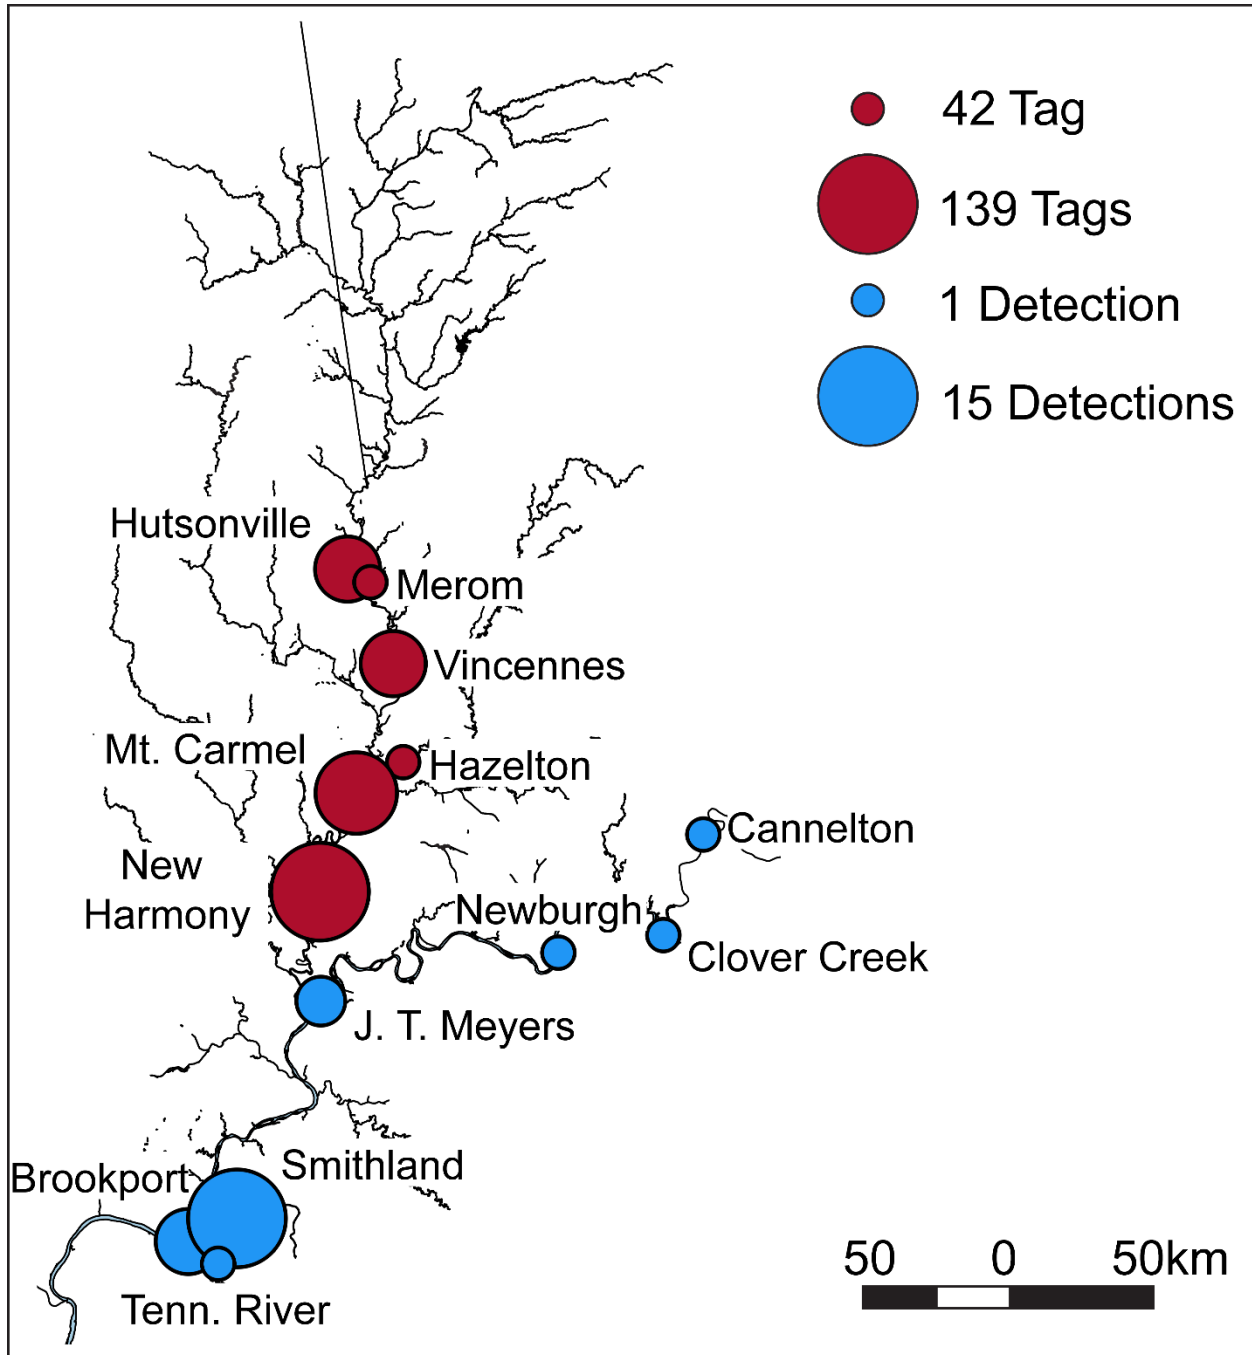 42 Tag
139 Tags
1 Detection
15 Detections
Hutsonville
Merom
Vincennes
Mt. Carmel
Hazelton
Cannelton
New
Harmony
Newburgh
Clover Creek
J. T. Meyers
Smithland
Brookport
Tenn. River
50 0 50km